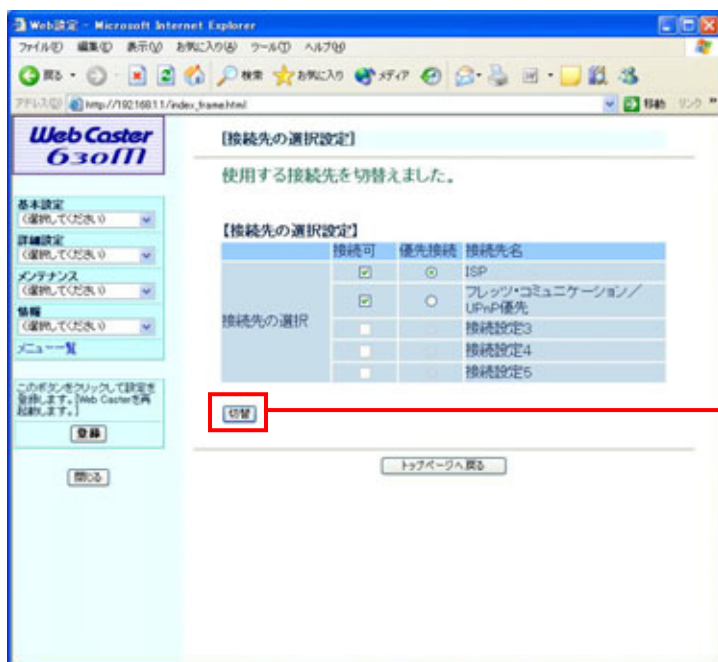 Web設定 - Microsoft Internet Explorer
ファイル(F) 編集(E) 表示(V) お気に入り(A) ツール(T) ヘルプ(H)
戻る 検索 お気に入り メディア
アドレス(D) http://192.168.1.1/index_frame.html 移動 リンク
Web Caster
630M
基本設定
(選択してください)
詳細設定
(選択してください)
メンテナンス
(選択してください)
情報
(選択してください)
メニュー一覧
このボタンをクリックして設定を
登録します。[Web Casterを再
起動します。]
登録
閉じる
【接続先の選択設定】
使用する接続先を切替えました。
【接続先の選択設定】
接続可 優先接続 接続先名
接続先の選択
ISP
フレッツ・コミュニケーション／
UPnP優先
接続設定3
接続設定4
接続設定5
切替
トップページへ戻る